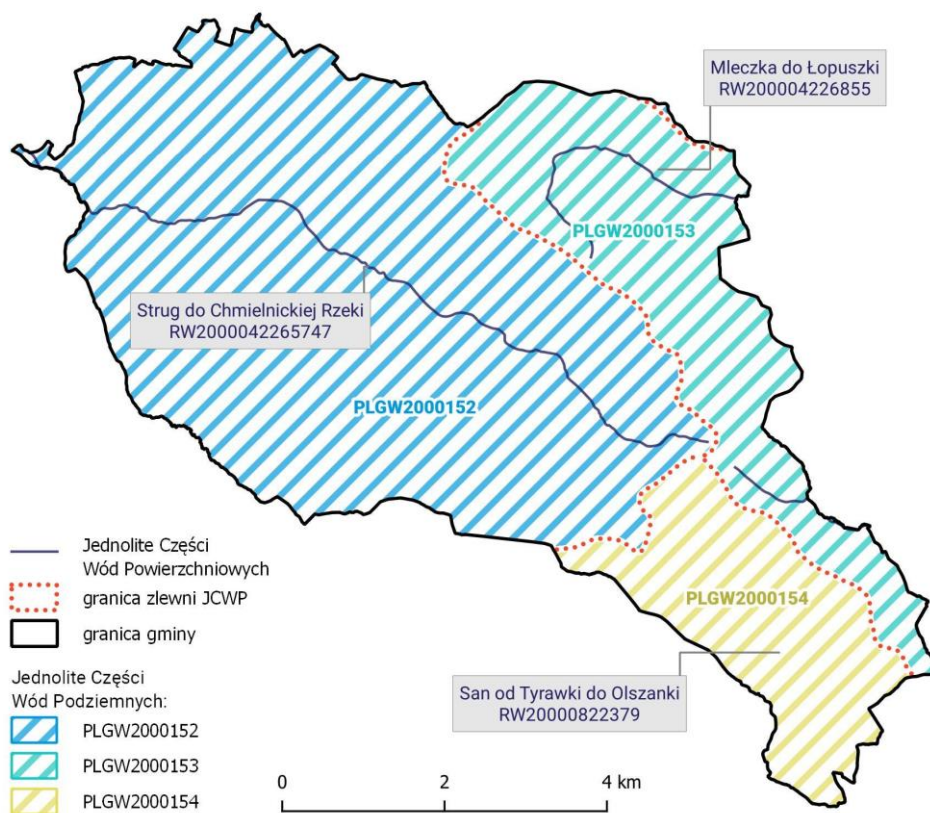 Mleczka do Łopuszki
RW200004226855
PLGW2000153
Strug do Chmielnickiej Rzeki
RW2000042265747
PLGW2000152
PLGW2000154
San od Tyrawki do Olszanki
RW20000822379
Jednolite Części
Wód Powierzchniowych
granica zlewni JCWP
granica gminy
Jednolite Części
Wód Podziemnych:
PLGW2000152
PLGW2000153
PLGW2000154
0 2 4 km